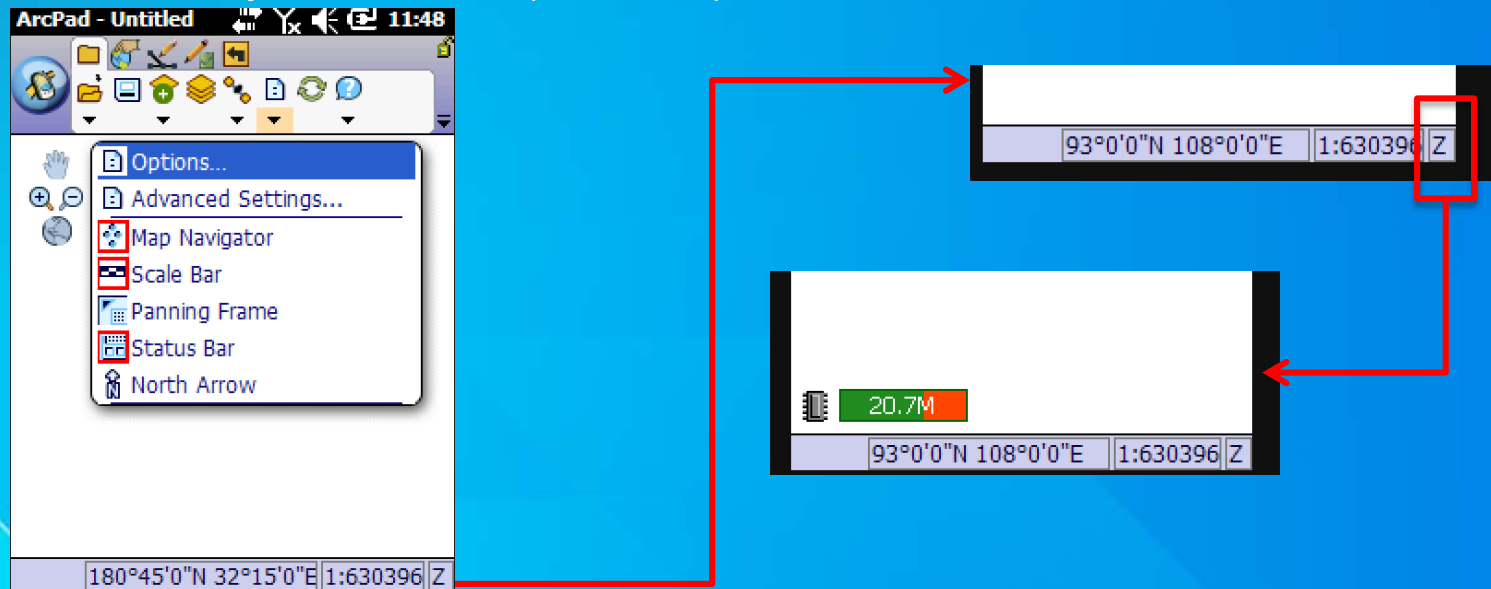 ArcPad - Untitled 11:48
Options...
Advanced Settings...
Map Navigator
Scale Bar
Panning Frame
Status Bar
North Arrow
180°45'0"N 32°15'0"E 1:630396 Z
93°0'0"N 108°0'0"E 1:630396 Z
20.7M
93°0'0"N 108°0'0"E 1:630396 Z